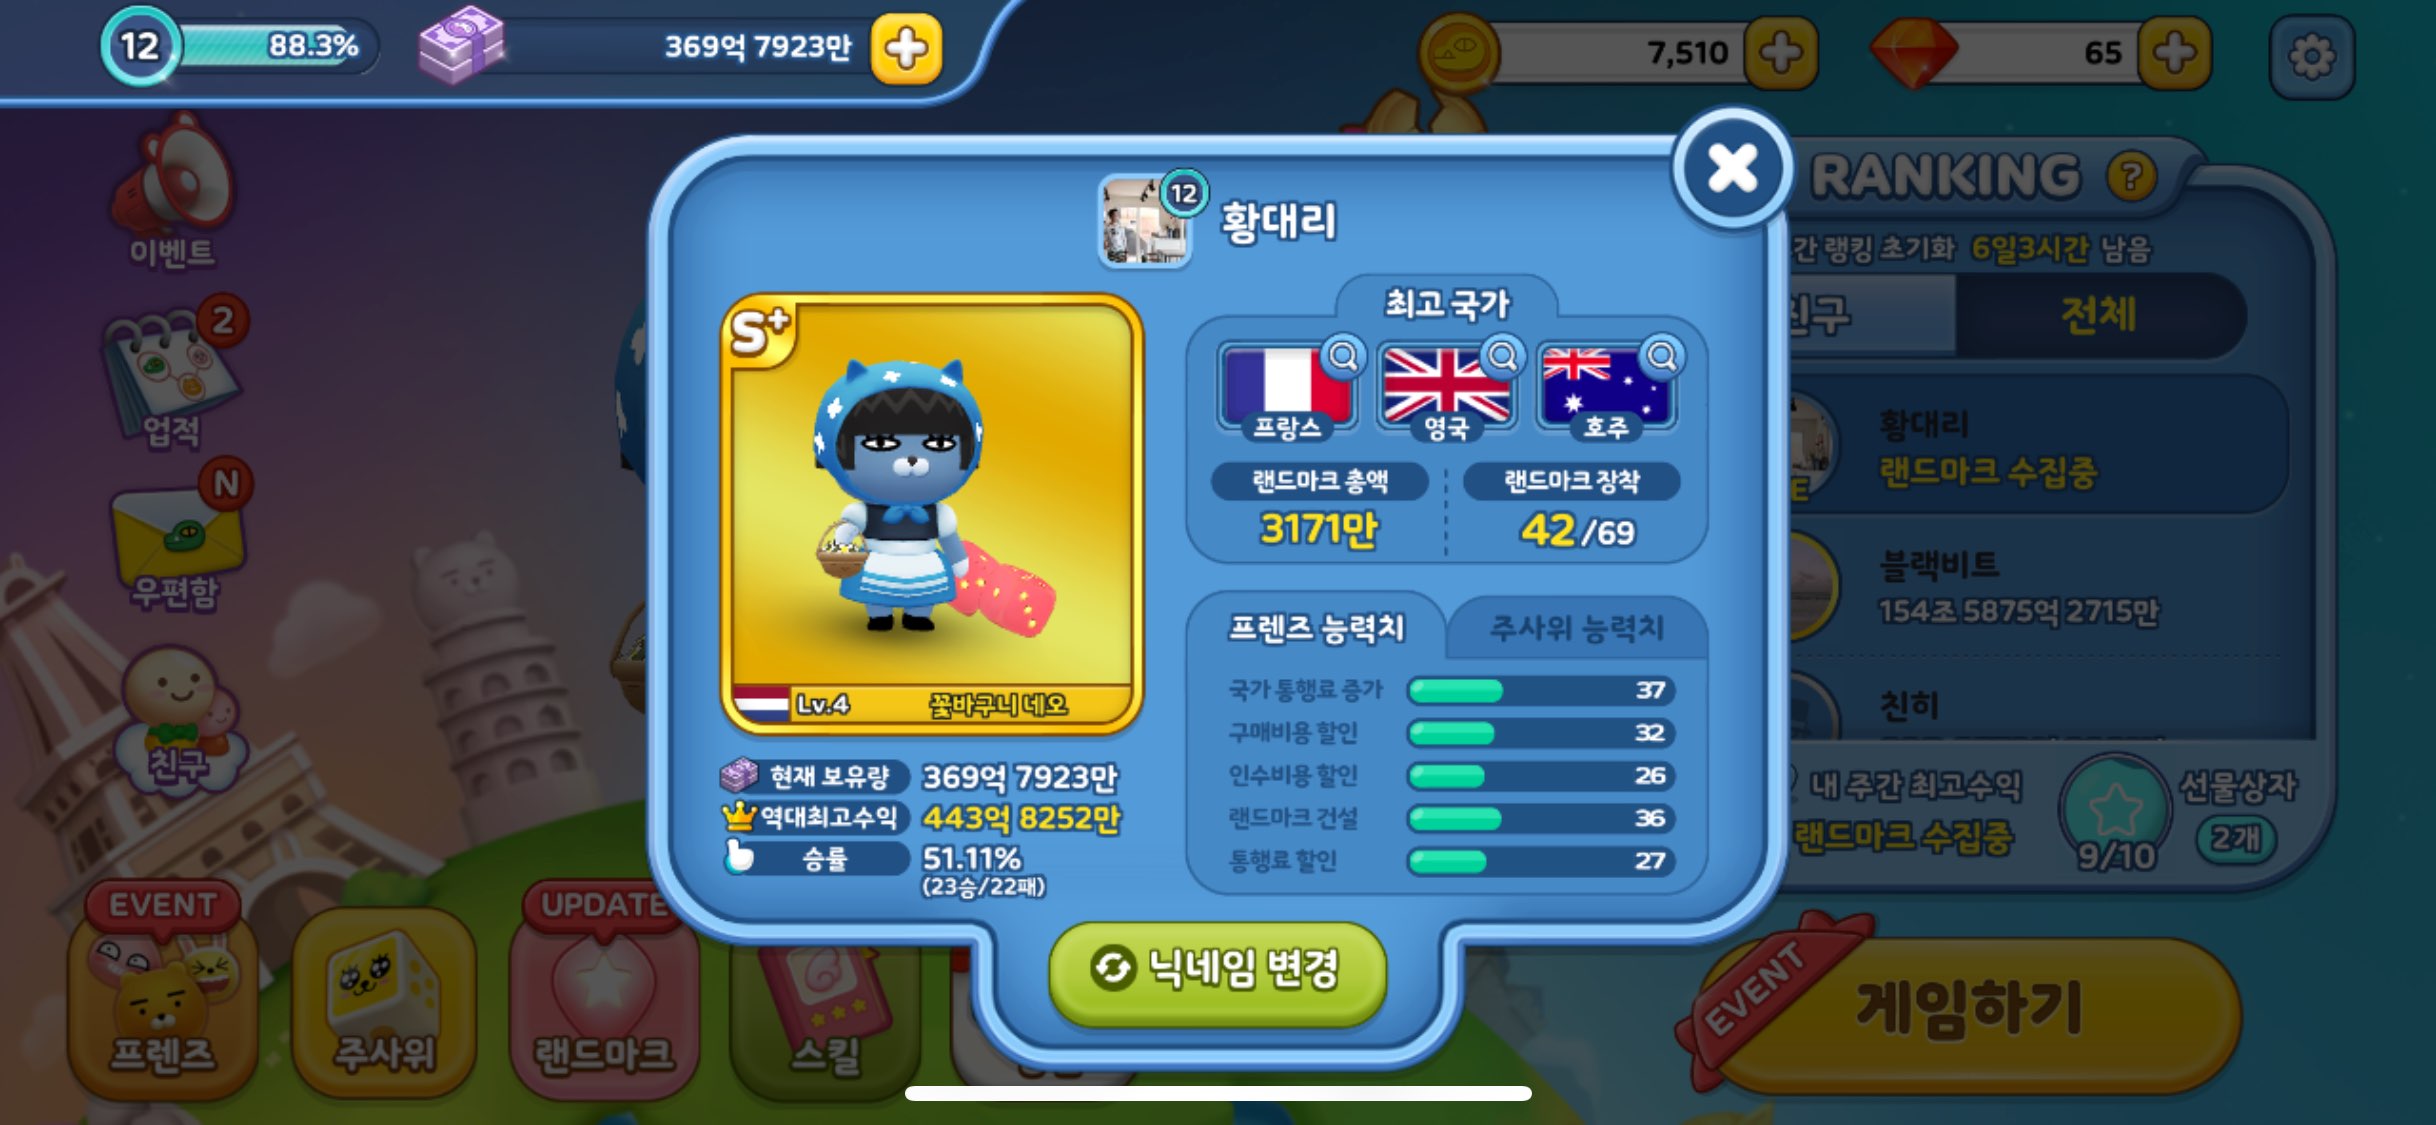 12
88.3%
369억 7923만
7,510
65
이벤트
2
업적
N
우편함
친구
12
황대리
S+
Lv.4
꽃바구니 네오
현재 보유량 369억 7923만
역대최고수익 443억 8252만
승률 51.11%
(23승/22패)
최고 국가
프랑스
영국
호주
랜드마크 총액
3171만
랜드마크 장착
42/69
프렌즈 능력치
주사위 능력치
국가 통행료 증가 37
구매비용 할인 32
인수비용 할인 26
랜드마크 건설 36
통행료 할인 27
닉네임 변경
RANKING ?
간 랭킹 초기화 6일3시간 남음
친구
전체
황대리
랜드마크 수집중
블랙비트
154조 5875억 2715만
친히
내 주간 최고수익
랜드마크 수집중
9/10
선물상자
2개
EVENT
프렌즈
주사위
UPDATE
랜드마크
스킬
EVENT
게임하기